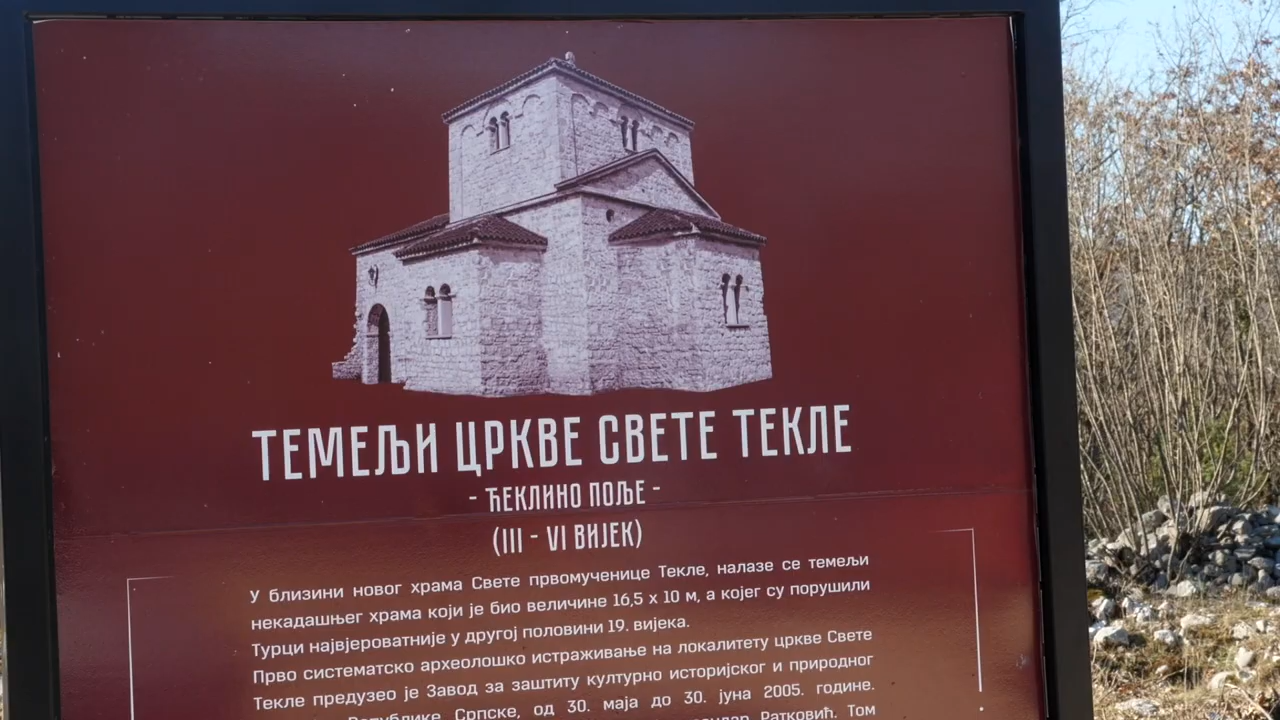 ТЕМЕЉИ ЦРКВЕ СВЕТЕ ТЕКЛЕ
- ЋЕКЛИНО ПОЉЕ -
(III - VI ВИЈЕК)
У близини новог храма Свете првомученице Текле, налазе се темељи
некадашњег храма који је био величине 16,5 x 10 м, а којег су порушили
Турци највјероватније у другој половини 19. вијека.
Прво систематско археолошко истраживање на локалитету цркве Свете
Текле предузео је Завод за заштиту културно историјског и природног
Републике Српске, од 30. маја до 30. јуна 2005. године.
Ратковић. Том